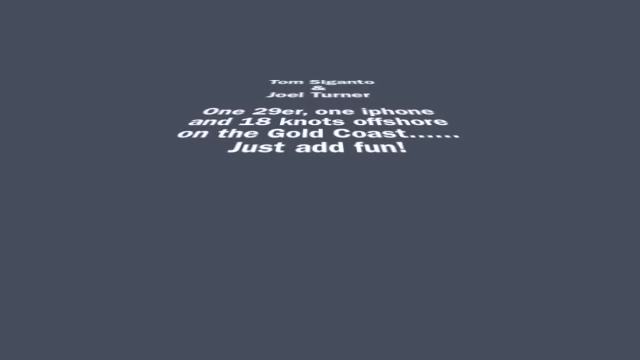 Tom Siganto
&
Joel Turner
One 29er, one iphone
and 18 knots offshore
on the Gold Coast......
Just add fun!